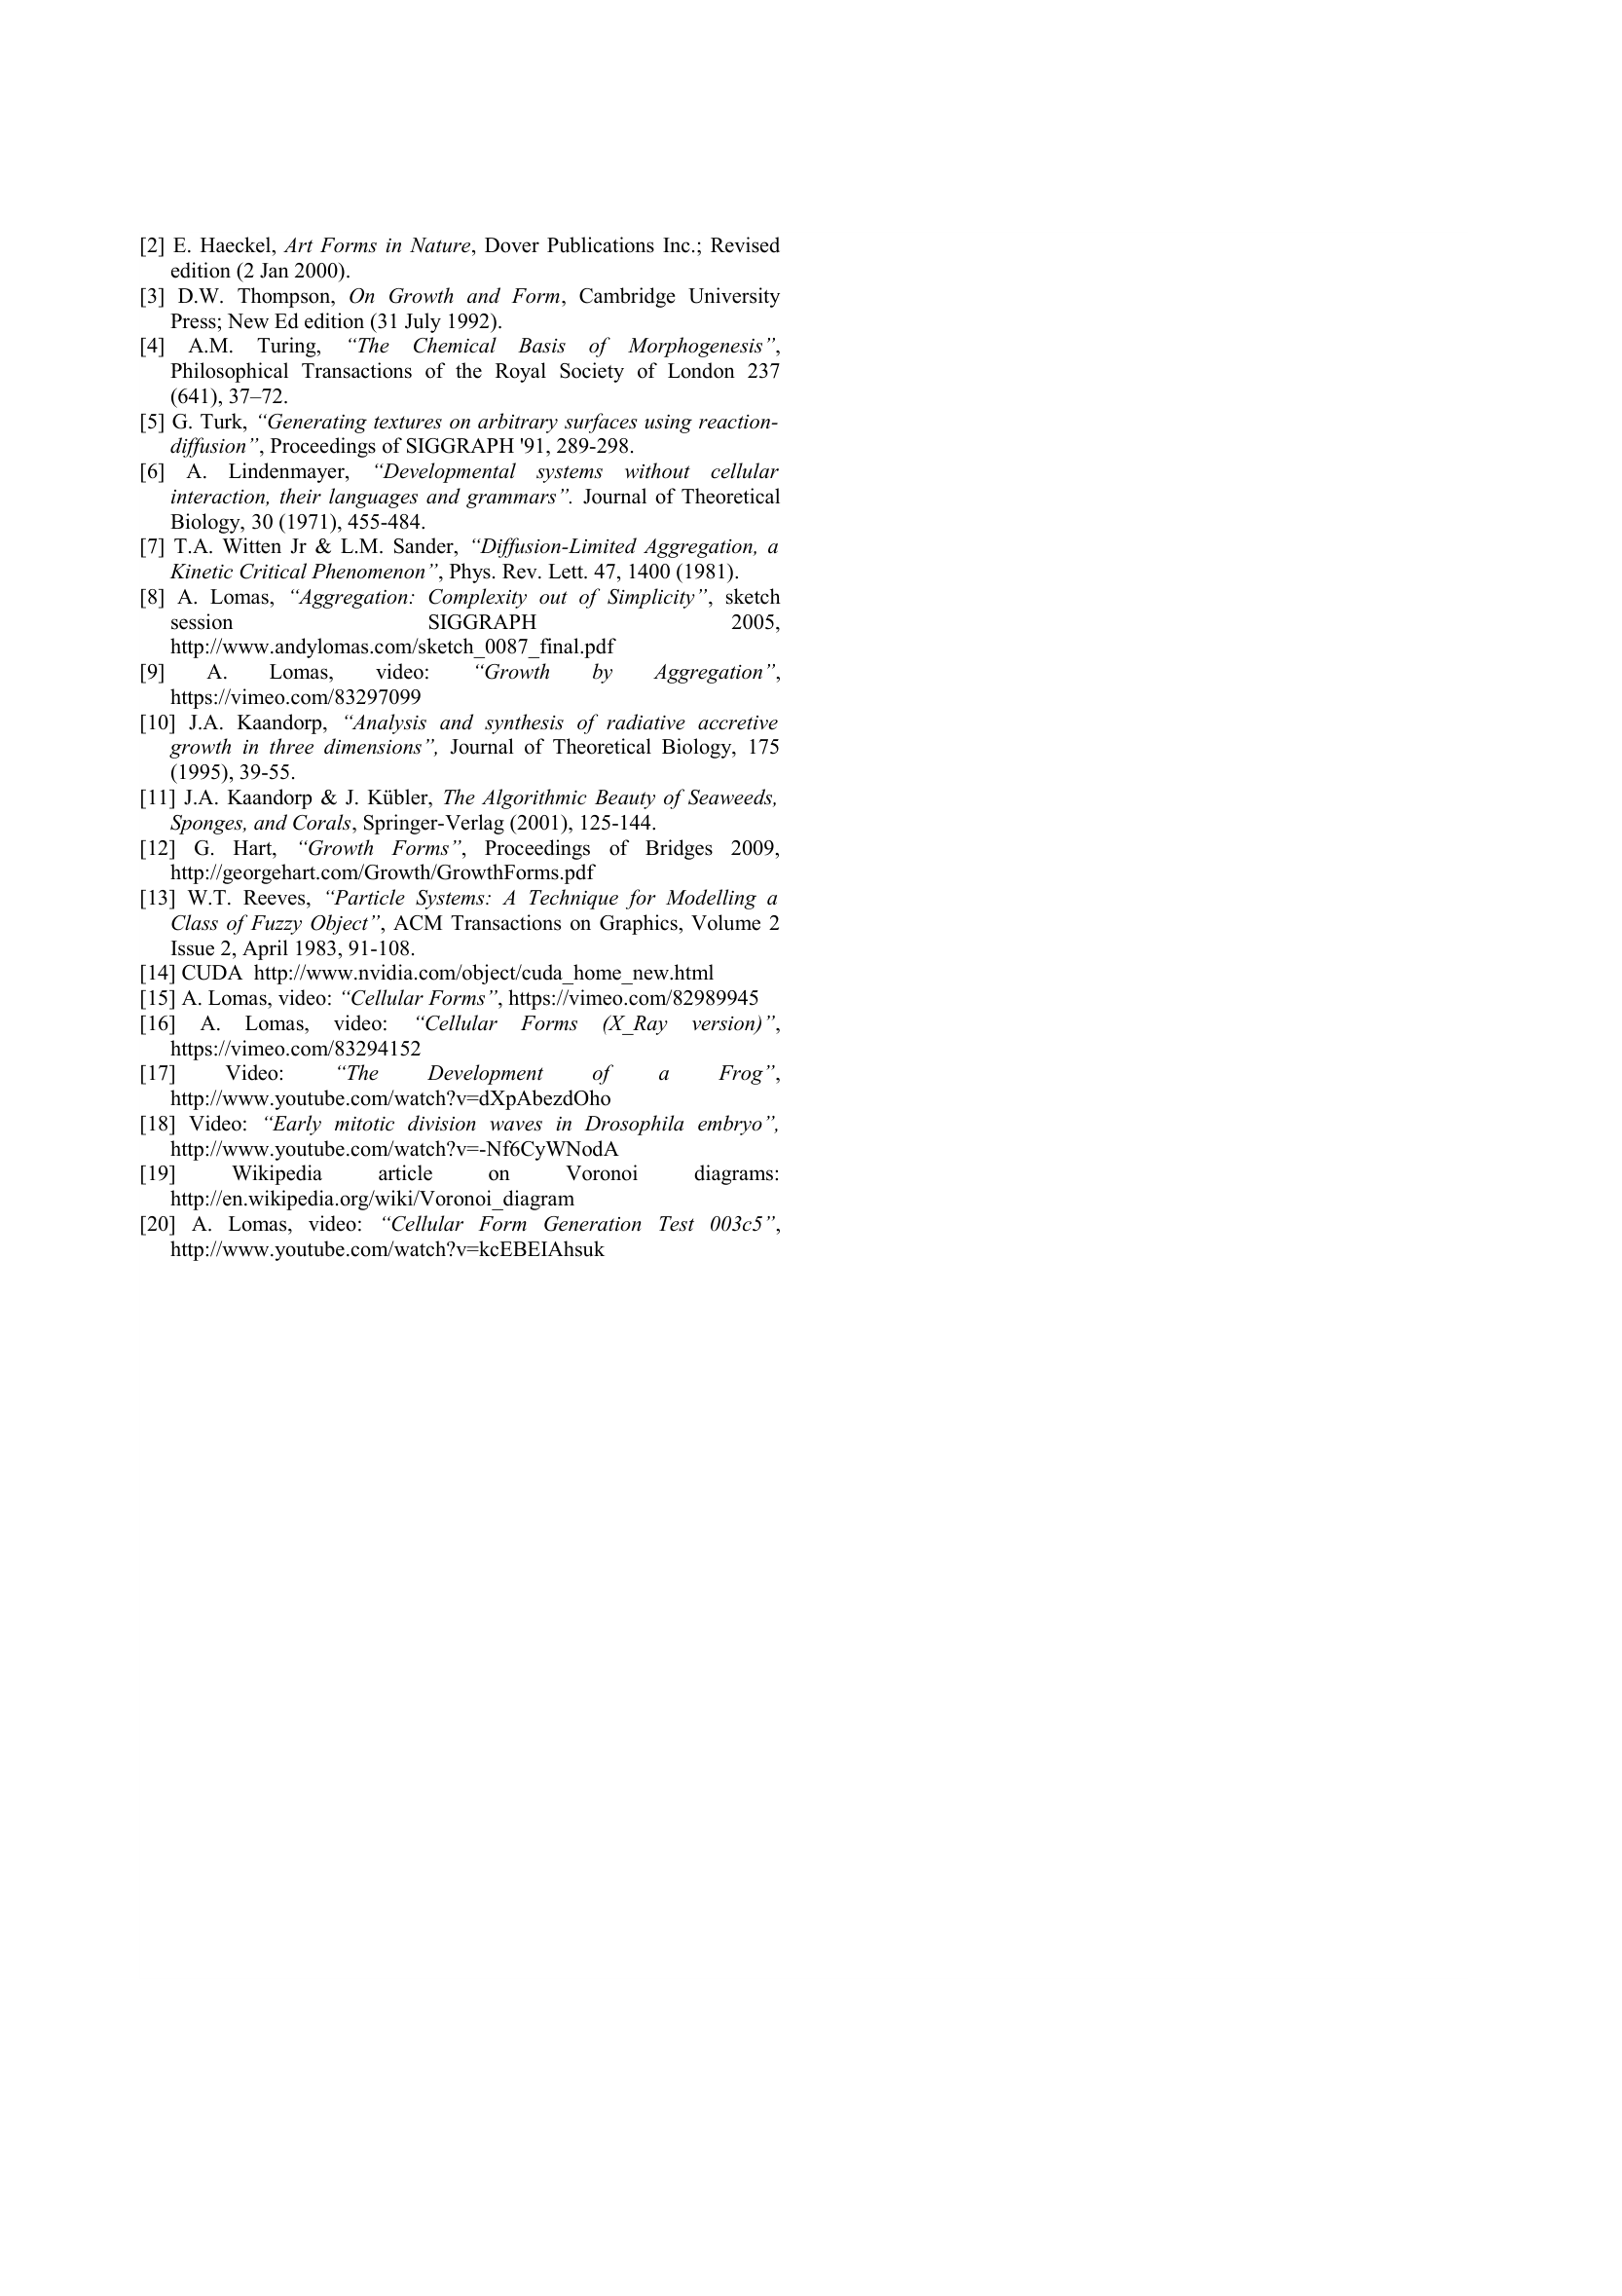 [2] E. Haeckel, Art Forms in Nature, Dover Publications Inc.; Revised
edition (2 Jan 2000).
[3] D.W. Thompson, On Growth and Form, Cambridge University
Press; New Ed edition (31 July 1992).
[4] A.M. Turing, “The Chemical Basis of Morphogenesis”,
Philosophical Transactions of the Royal Society of London 237
(641), 37–72.
[5] G. Turk, “Generating textures on arbitrary surfaces using reaction-
diffusion”, Proceedings of SIGGRAPH '91, 289-298.
[6] A. Lindenmayer, “Developmental systems without cellular
interaction, their languages and grammars”. Journal of Theoretical
Biology, 30 (1971), 455-484.
[7] T.A. Witten Jr & L.M. Sander, “Diffusion-Limited Aggregation, a
Kinetic Critical Phenomenon”, Phys. Rev. Lett. 47, 1400 (1981).
[8] A. Lomas, “Aggregation: Complexity out of Simplicity”, sketch
session SIGGRAPH 2005,
http://www.andylomas.com/sketch_0087_final.pdf
[9] A. Lomas, video: “Growth by Aggregation”,
https://vimeo.com/83297099
[10] J.A. Kaandorp, “Analysis and synthesis of radiative accretive
growth in three dimensions”, Journal of Theoretical Biology, 175
(1995), 39-55.
[11] J.A. Kaandorp & J. Kübler, The Algorithmic Beauty of Seaweeds,
Sponges, and Corals, Springer-Verlag (2001), 125-144.
[12] G. Hart, “Growth Forms”, Proceedings of Bridges 2009,
http://georgehart.com/Growth/GrowthForms.pdf
[13] W.T. Reeves, “Particle Systems: A Technique for Modelling a
Class of Fuzzy Object”, ACM Transactions on Graphics, Volume 2
Issue 2, April 1983, 91-108.
[14] CUDA http://www.nvidia.com/object/cuda_home_new.html
[15] A. Lomas, video: “Cellular Forms”, https://vimeo.com/82989945
[16] A. Lomas, video: “Cellular Forms (X_Ray version)”,
https://vimeo.com/83294152
[17] Video: “The Development of a Frog”,
http://www.youtube.com/watch?v=dXpAbezdOho
[18] Video: “Early mitotic division waves in Drosophila embryo”,
http://www.youtube.com/watch?v=-Nf6CyWNodA
[19] Wikipedia article on Voronoi diagrams:
http://en.wikipedia.org/wiki/Voronoi_diagram
[20] A. Lomas, video: “Cellular Form Generation Test 003c5”,
http://www.youtube.com/watch?v=kcEBEIAhsuk